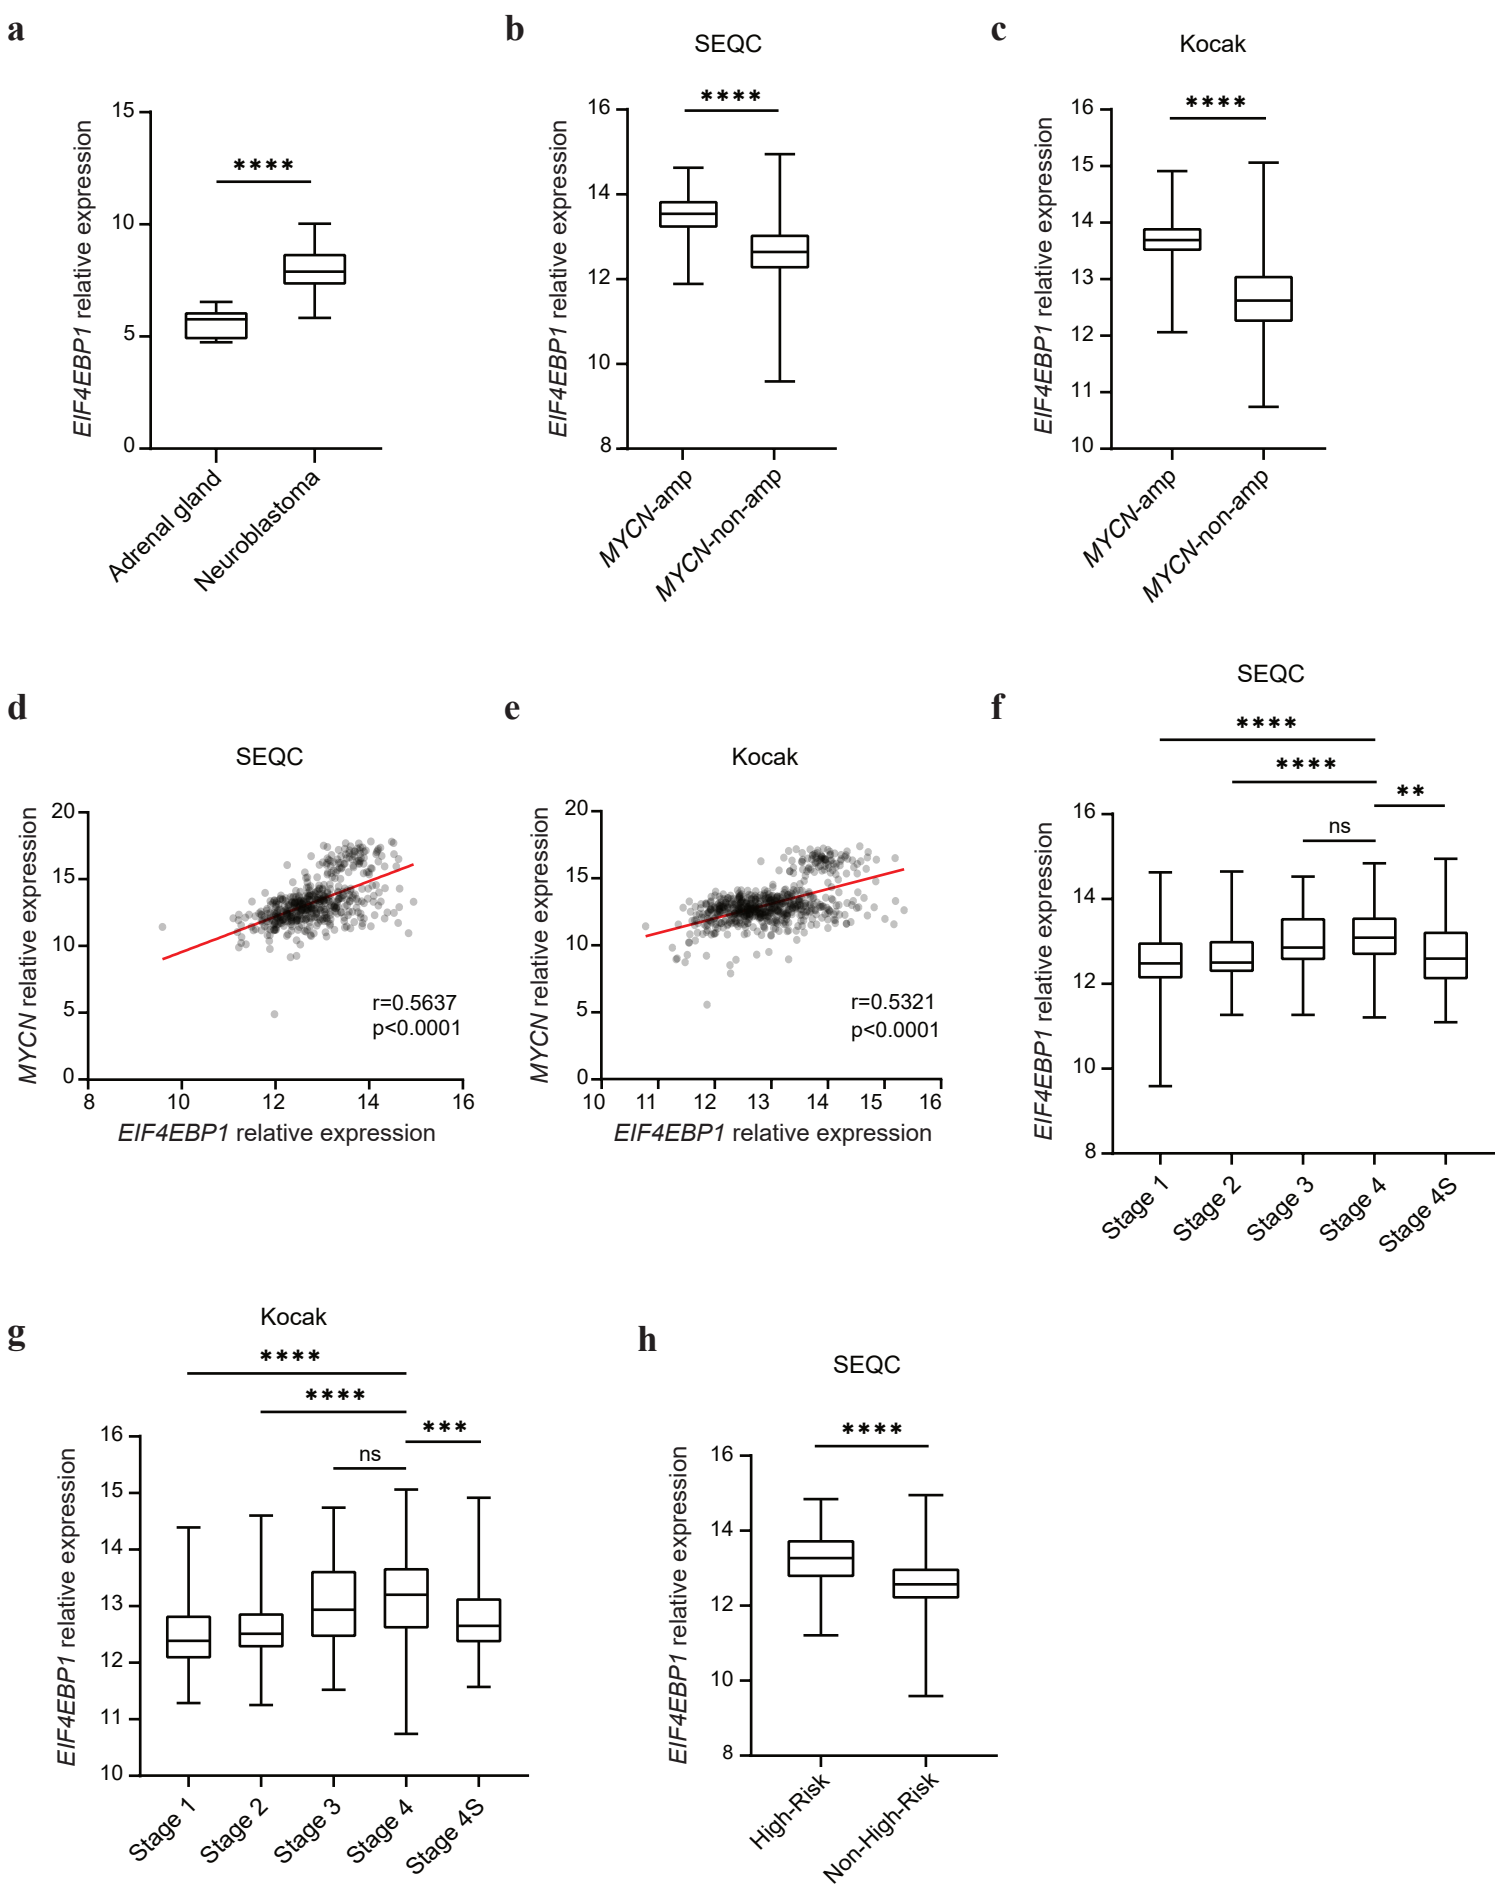 a
****
15
10
5
0
EIF4EBP1 relative expression
Adrenal gland
Neuroblastoma
b
SEQC
****
16
14
12
10
8
EIF4EBP1 relative expression
MYCN-amp
MYCN-non-amp
c
Kocak
****
16
15
14
13
12
11
10
EIF4EBP1 relative expression
MYCN-amp
MYCN-non-amp
d
SEQC
20
15
10
5
0
MYCN relative expression
r=0.5637
p<0.0001
8 10 12 14 16
EIF4EBP1 relative expression
e
Kocak
20
15
10
5
0
MYCN relative expression
r=0.5321
p<0.0001
10 11 12 13 14 15 16
EIF4EBP1 relative expression
f
SEQC
****
****
**
ns
16
14
12
10
8
EIF4EBP1 relative expression
Stage 1
Stage 2
Stage 3
Stage 4
Stage 4S
g
Kocak
****
****
***
ns
16
15
14
13
12
11
10
EIF4EBP1 relative expression
Stage 1
Stage 2
Stage 3
Stage 4
Stage 4S
h
SEQC
****
16
14
12
10
8
EIF4EBP1 relative expression
High-Risk
Non-High-Risk